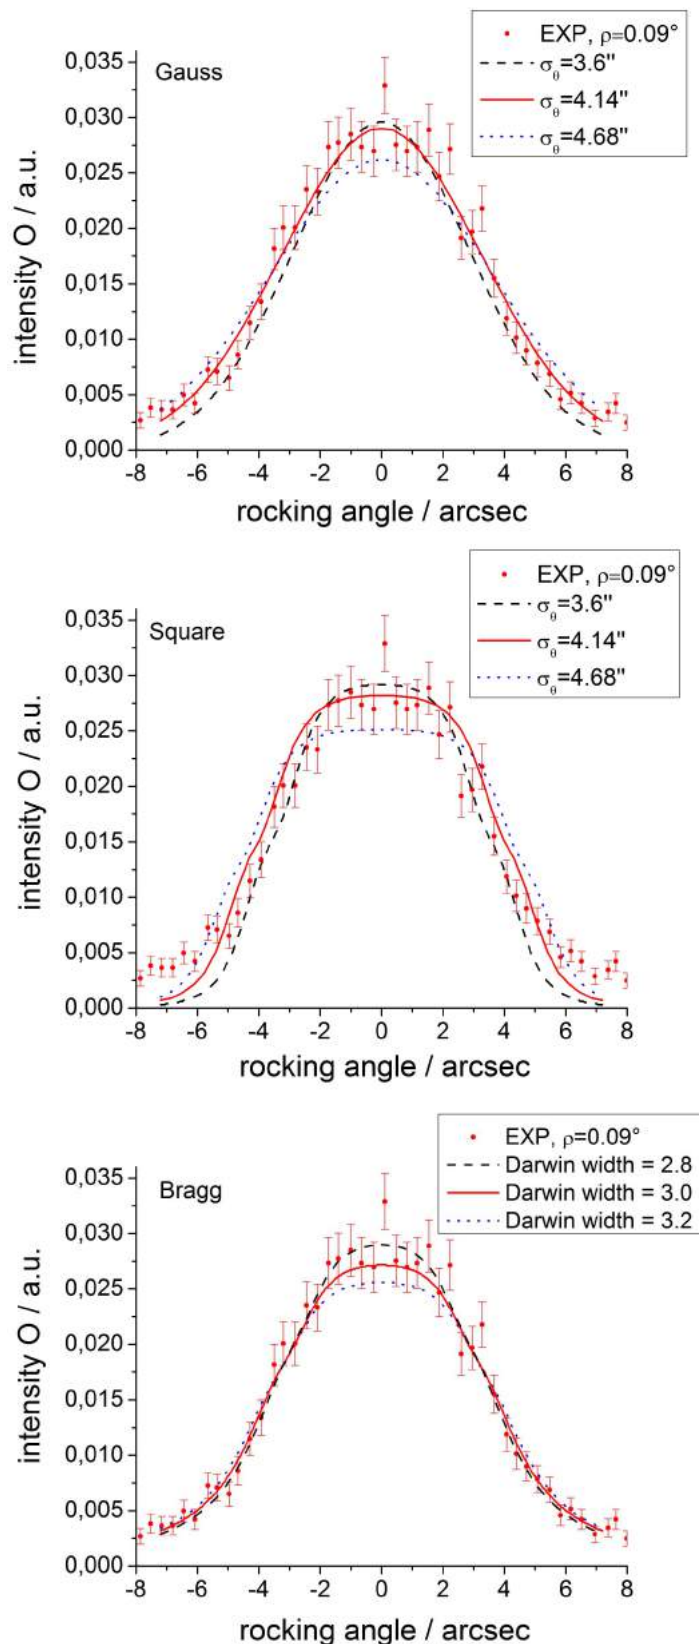 Gauss
EXP, ρ=0.09°
σθ=3.6"
σθ=4.14"
σθ=4.68"
0,035
0,030
0,025
0,020
0,015
0,010
0,005
0,000
intensity O / a.u.
-8 -6 -4 -2 0 2 4 6 8
rocking angle / arcsec
Square
EXP, ρ=0.09°
σθ=3.6"
σθ=4.14"
σθ=4.68"
0,035
0,030
0,025
0,020
0,015
0,010
0,005
0,000
intensity O / a.u.
-8 -6 -4 -2 0 2 4 6 8
rocking angle / arcsec
Bragg
EXP, ρ=0.09°
Darwin width = 2.8
Darwin width = 3.0
Darwin width = 3.2
0,035
0,030
0,025
0,020
0,015
0,010
0,005
0,000
intensity O / a.u.
-8 -6 -4 -2 0 2 4 6 8
rocking angle / arcsec